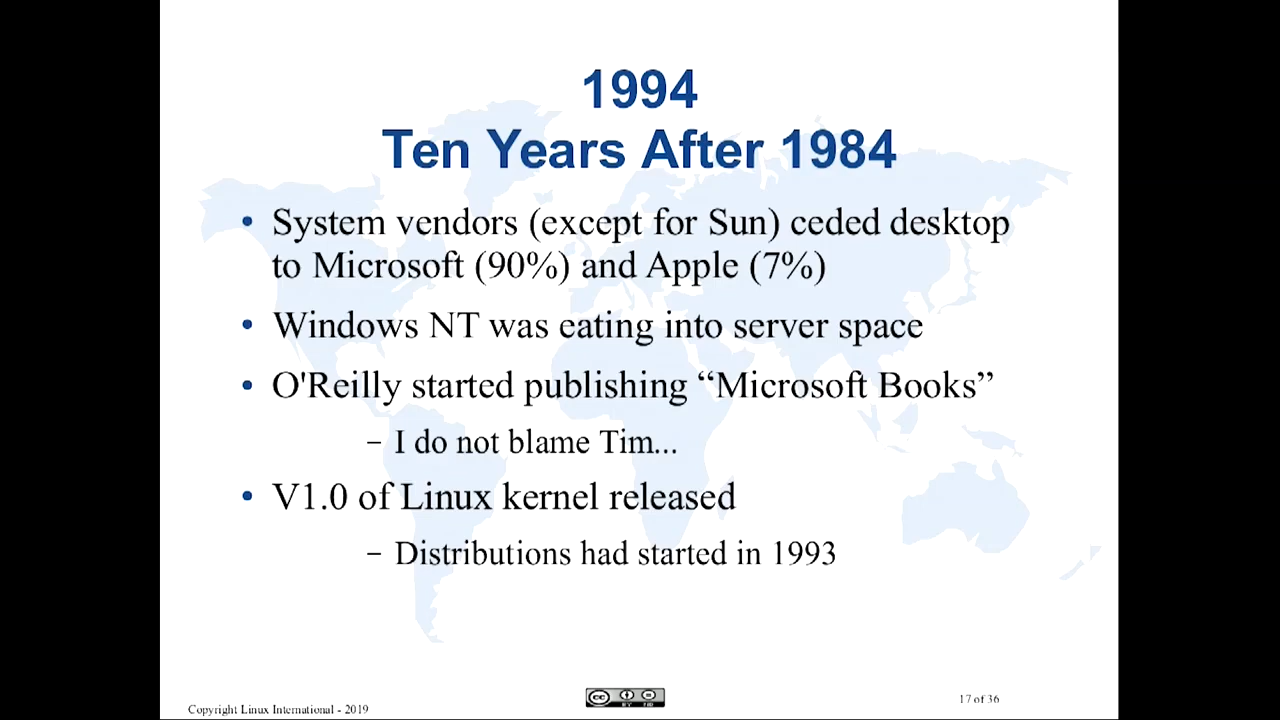 1994
Ten Years After 1984
• System vendors (except for Sun) ceded desktop
to Microsoft (90%) and Apple (7%)
• Windows NT was eating into server space
• O'Reilly started publishing “Microsoft Books”
– I do not blame Tim...
• V1.0 of Linux kernel released
– Distributions had started in 1993
Copyright Linux International - 2019
cc
BY
17 of 36